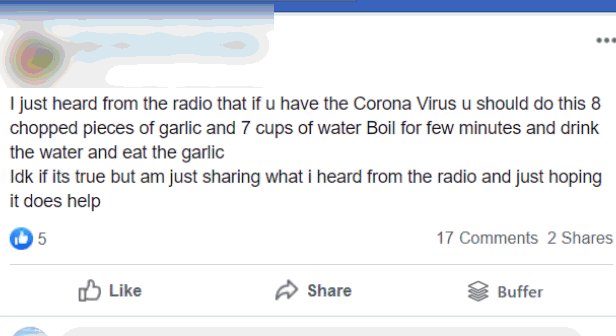 I just heard from the radio that if u have the Corona Virus u should do this 8
chopped pieces of garlic and 7 cups of water Boil for few minutes and drink
the water and eat the garlic
Idk if its true but am just sharing what i heard from the radio and just hoping
it does help
5 17 Comments 2 Shares
Like Share Buffer